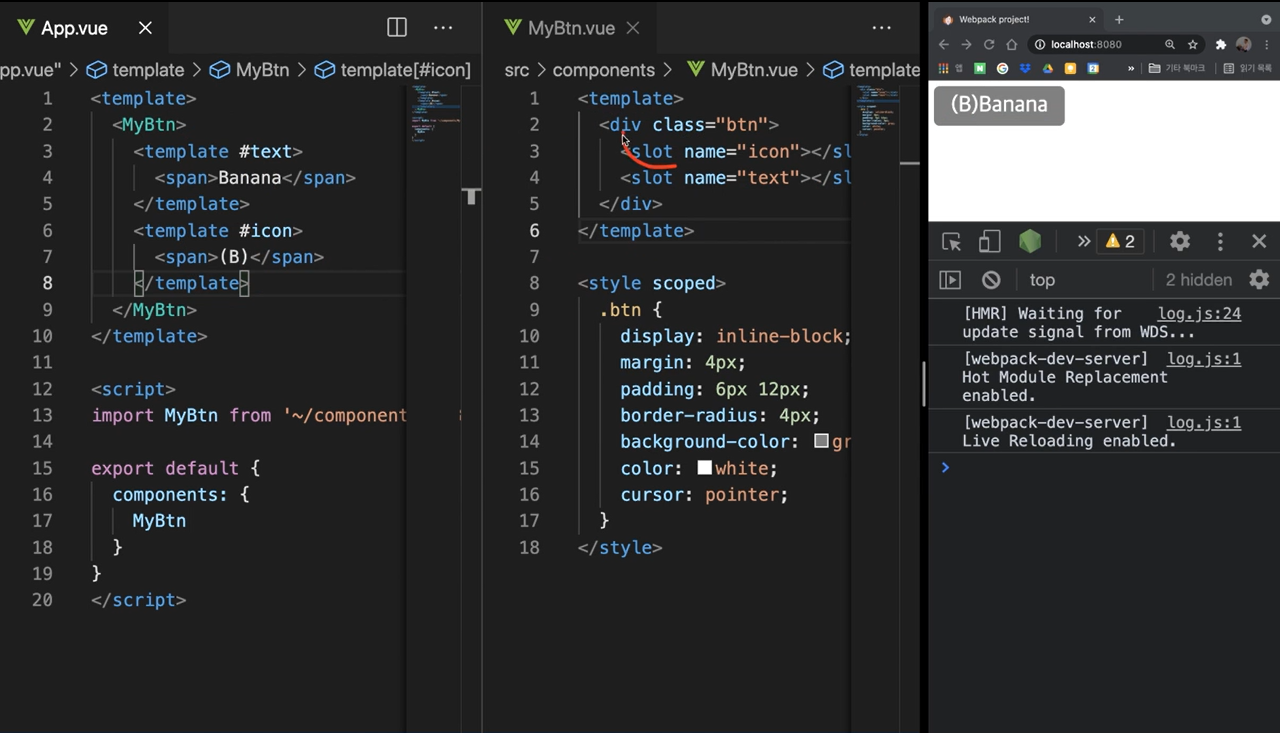 App.vue
pp.vue" > template > MyBtn > template[#icon]
1 <template>
2 <MyBtn>
3 <template #text>
4 <span>Banana</span>
5 </template>
6 <template #icon>
7 <span>(B)</span>
8 </template>
9 </MyBtn>
10 </template>
11
12 <script>
13 import MyBtn from '~/component
14
15 export default {
16 components: {
17 MyBtn
18 }
19 }
20 </script>
MyBtn.vue
src > components > MyBtn.vue > template
1 <template>
2 <div class="btn">
3 <slot name="icon"></sl
4 <slot name="text"></sl
5 </div>
6 </template>
7
8 <style scoped>
9 .btn {
10 display: inline-block;
11 margin: 4px;
12 padding: 6px 12px;
13 border-radius: 4px;
14 background-color: gr
15 color: white;
16 cursor: pointer;
17 }
18 </style>
Webpack project!
localhost:8080
앱 » 기타 북마크 읽기 목록
(B)Banana
» 2
top 2 hidden
[HMR] Waiting for log.js:24
update signal from WDS...
[webpack-dev-server] log.js:1
Hot Module Replacement
enabled.
[webpack-dev-server] log.js:1
Live Reloading enabled.